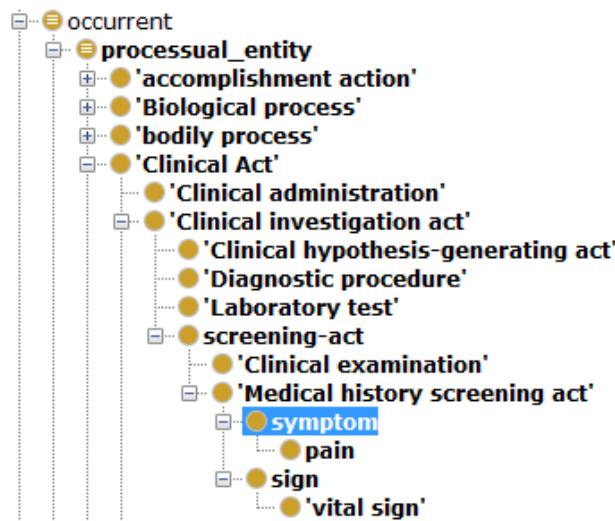 occurrent
processual_entity
'accomplishment action'
'Biological process'
'bodily process'
'Clinical Act'
'Clinical administration'
'Clinical investigation act'
'Clinical hypothesis-generating act'
'Diagnostic procedure'
'Laboratory test'
screening-act
'Clinical examination'
'Medical history screening act'
symptom
pain
sign
'vital sign'